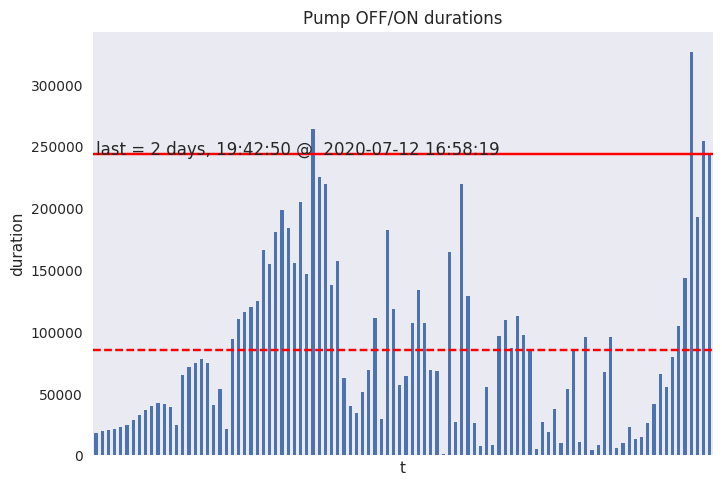 Pump OFF/ON durations
300000
250000
last = 2 days, 19:42:50 @  2020-07-12 16:58:19
200000
150000
100000
50000
0
duration
t